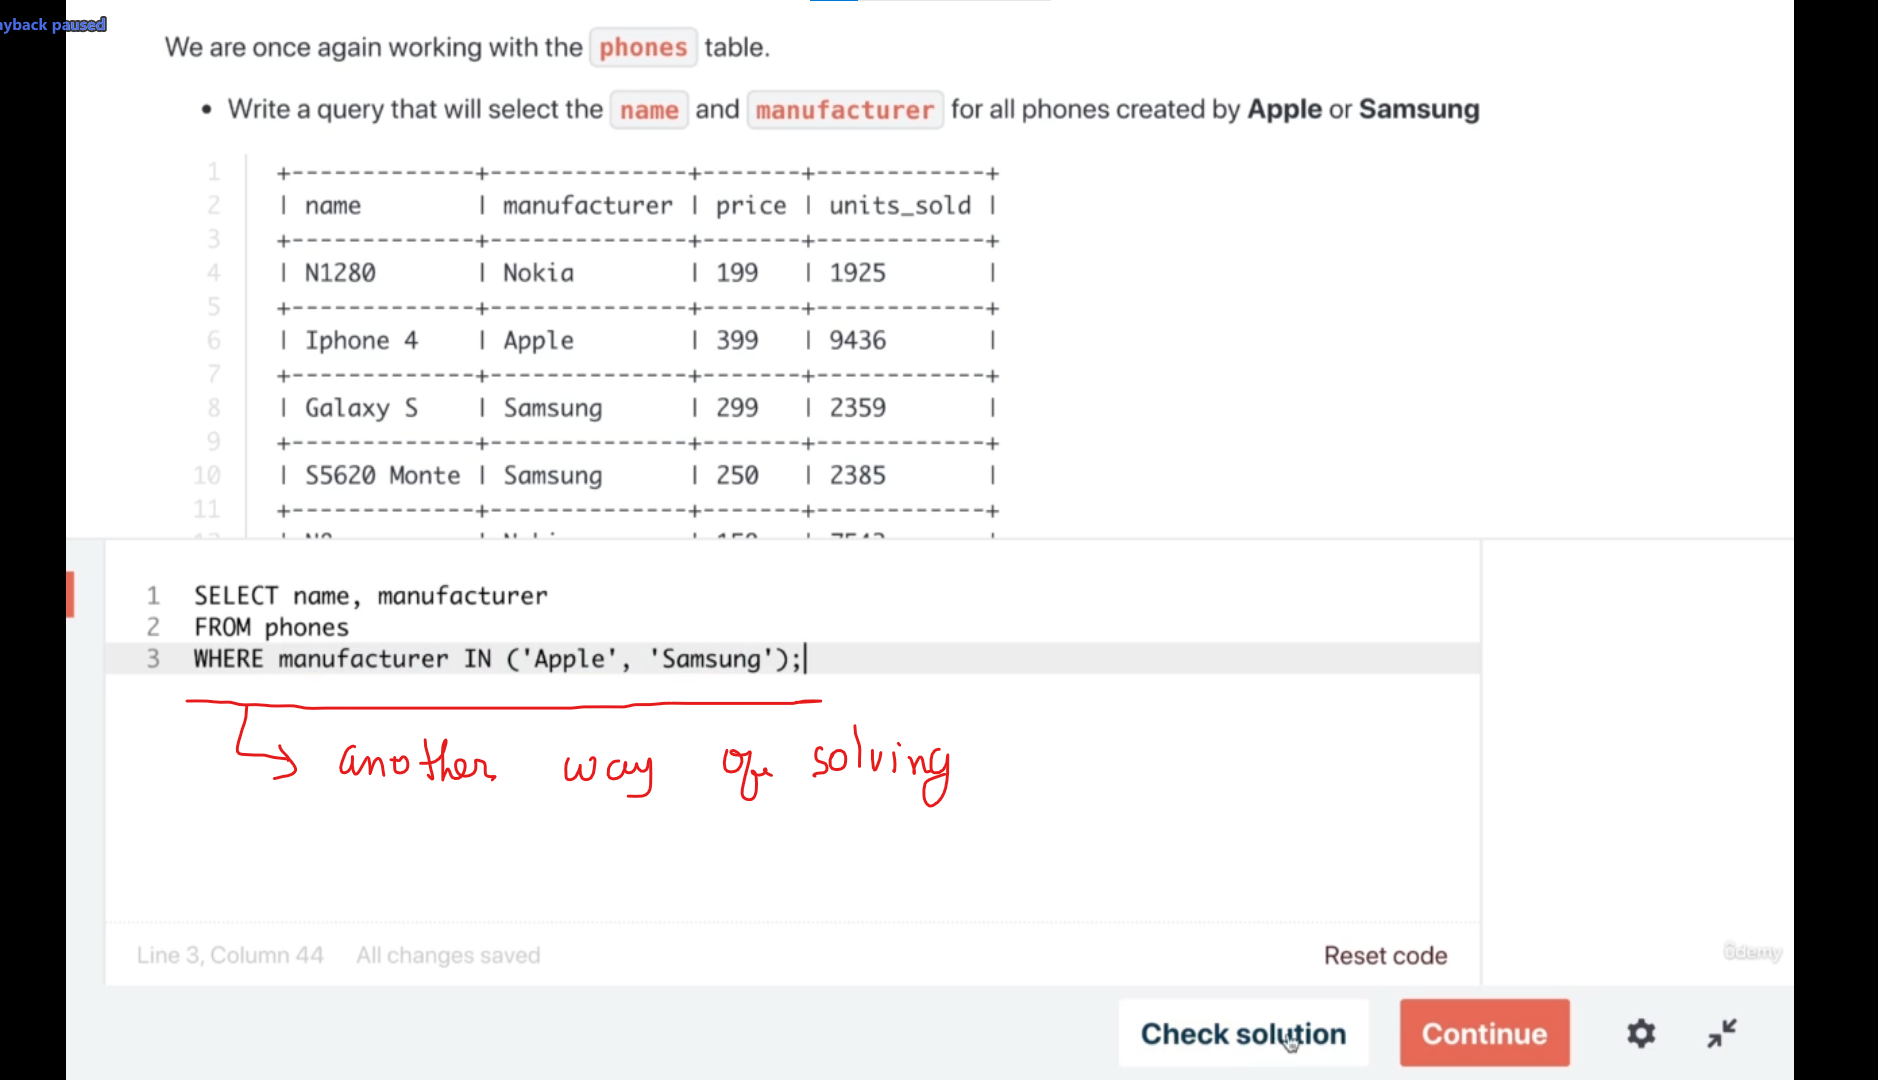 ayback paused
We are once again working with the phones table.
• Write a query that will select the name and manufacturer for all phones created by Apple or Samsung
1 +-------------+--------------+-------+------------+
2 | name | manufacturer | price | units_sold |
3 +-------------+--------------+-------+------------+
4 | N1280 | Nokia | 199 | 1925 |
5 +-------------+--------------+-------+------------+
6 | Iphone 4 | Apple | 399 | 9436 |
7 +-------------+--------------+-------+------------+
8 | Galaxy S | Samsung | 299 | 2359 |
9 +-------------+--------------+-------+------------+
10 | S5620 Monte | Samsung | 250 | 2385 |
11 +-------------+--------------+-------+------------+
1 SELECT name, manufacturer
2 FROM phones
3 WHERE manufacturer IN ('Apple', 'Samsung');
another way of solving
Line 3, Column 44 All changes saved Reset code
ûdemy
Check solution Continue